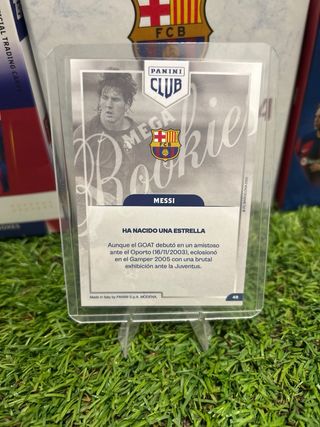 FCB
PANINI
CLUB
MEGA
Rookies
FCB
MESSI
HA NACIDO UNA ESTRELLA
Aunque el GOAT debutó en un amistoso
ante el Oporto (16/11/2003), eclosionó
en el Gamper 2005 con una brutal
exhibición ante la Juventus.
Made in Italy by PANINI S.p.A. MODENA.
48